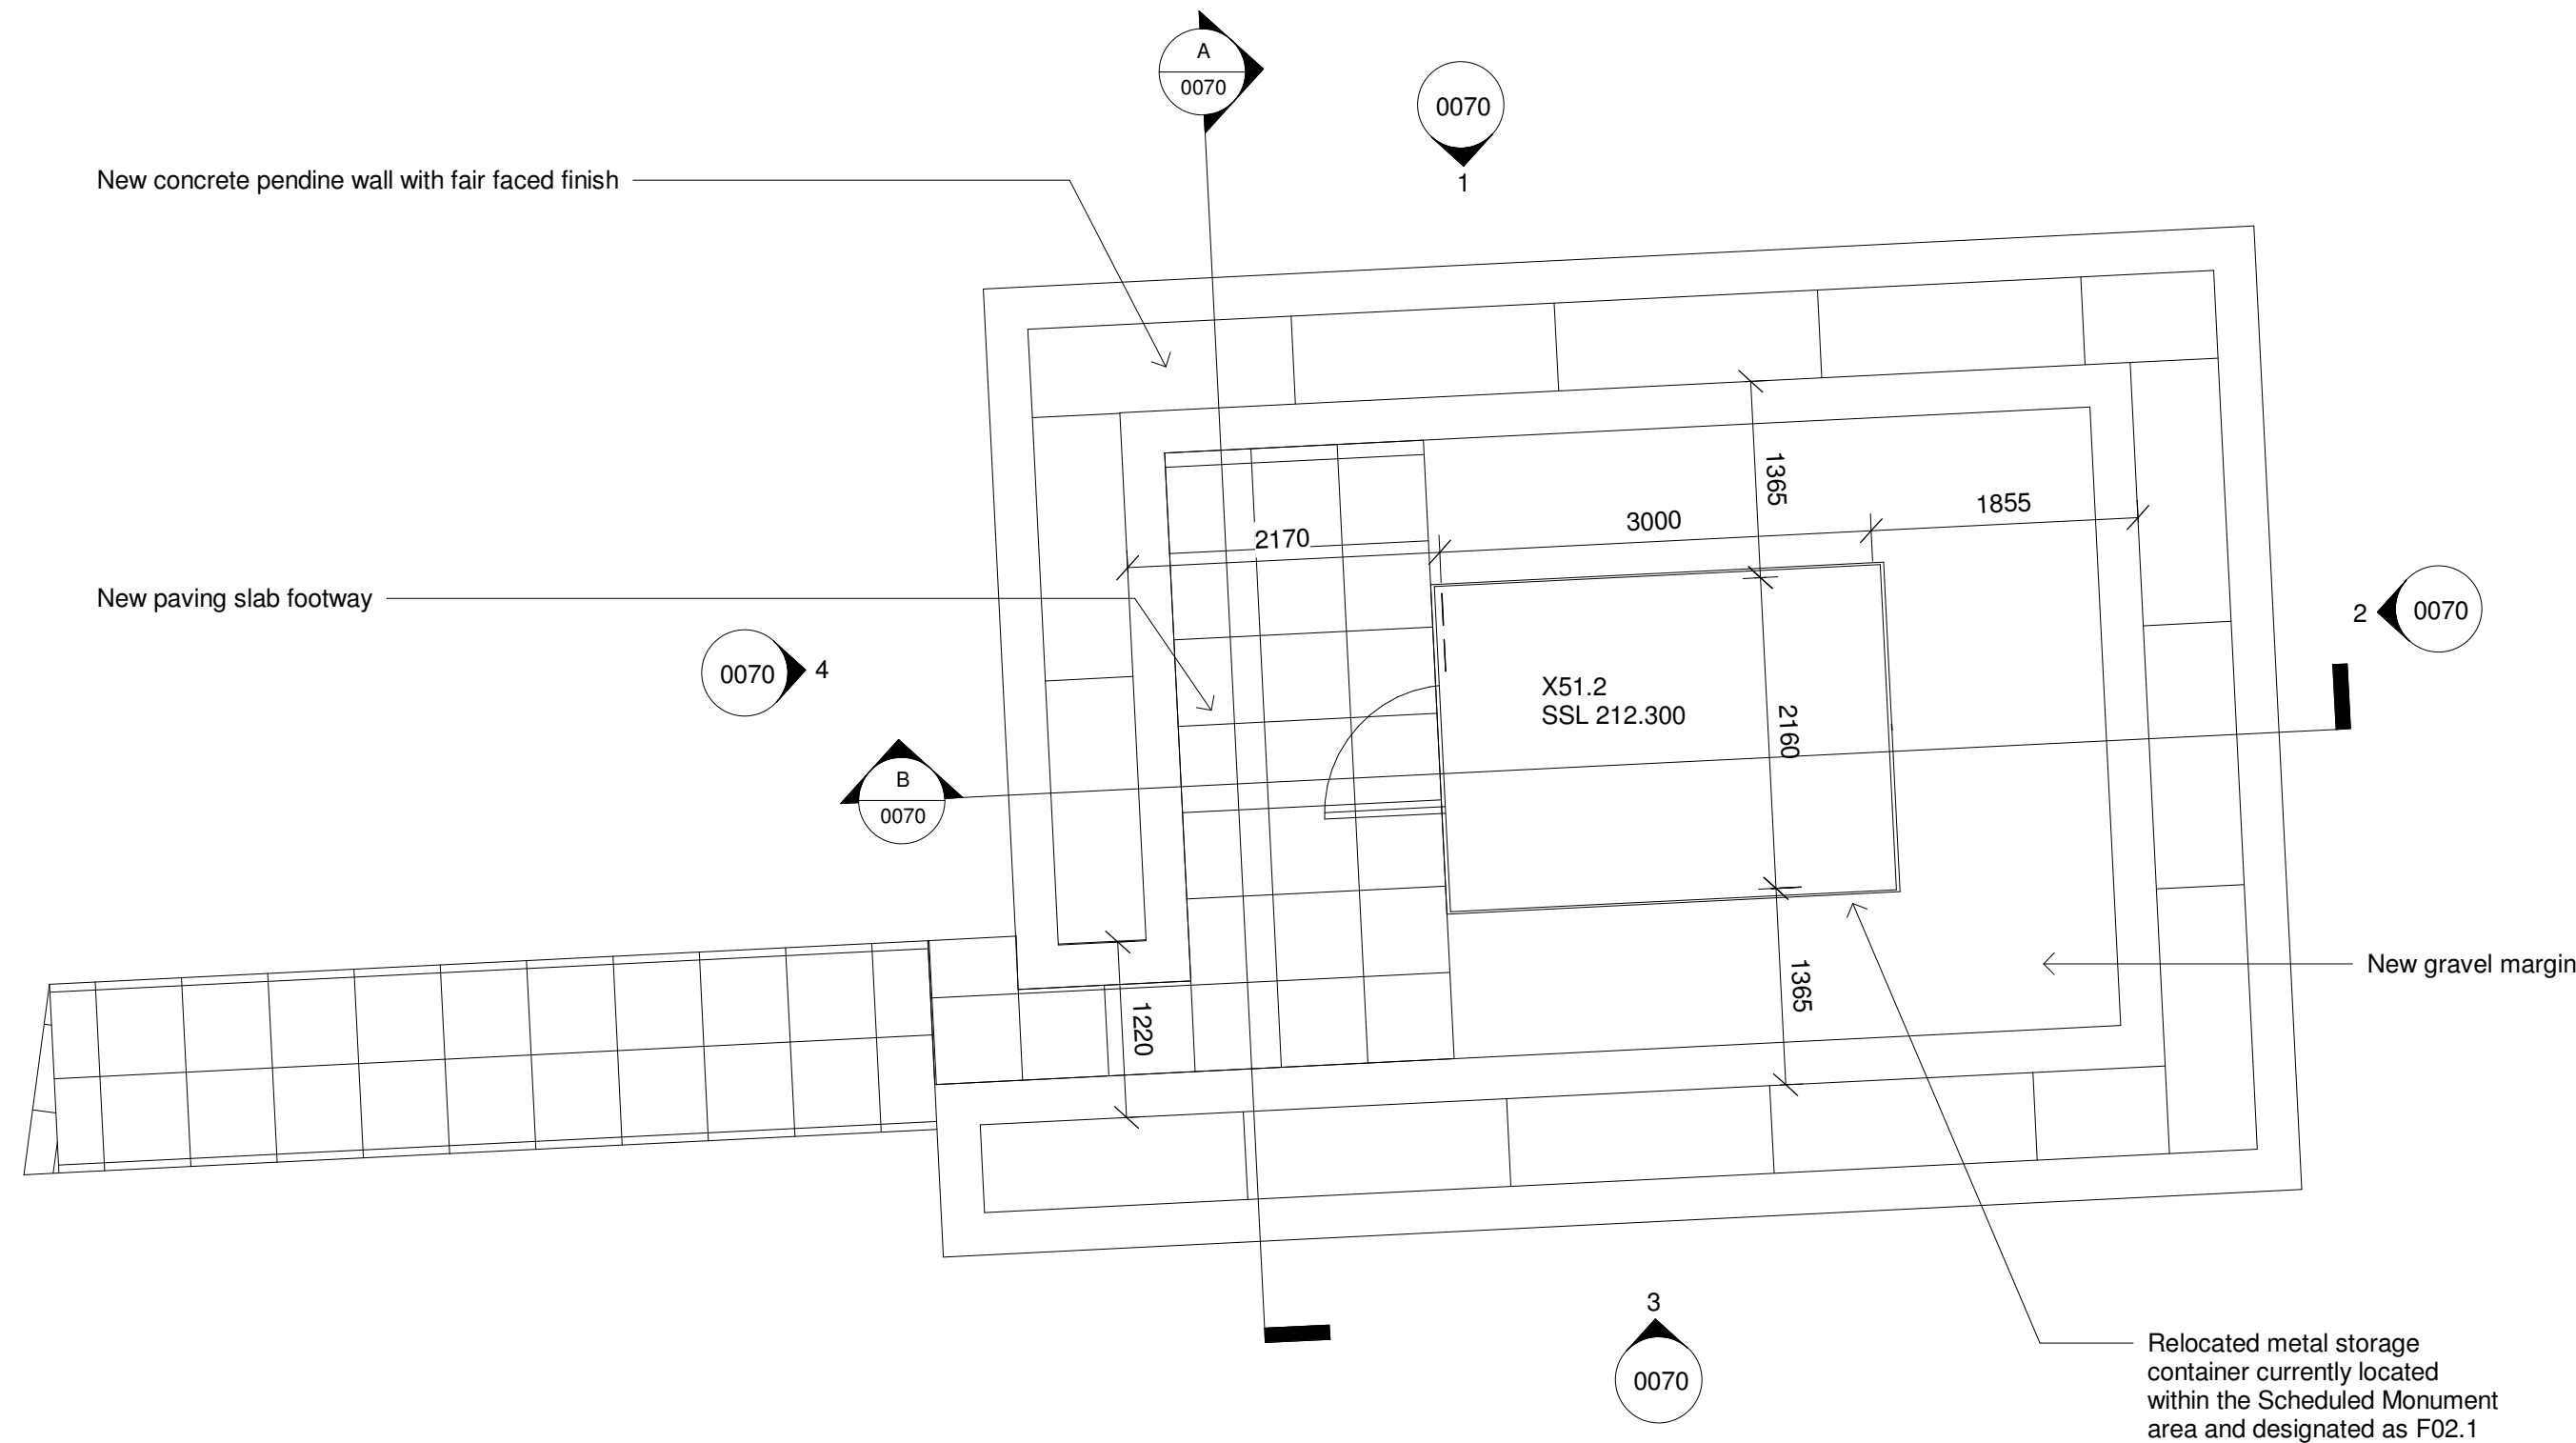 A
0070
0070
1
New concrete pendine wall with fair faced finish
1365
3000
1855
2170
New paving slab footway
2
0070
0070
4
X51.2
SSL 212.300
2160
B
0070
New gravel margin
1365
1220
3
0070
Relocated metal storage
container currently located
within the Scheduled Monument
area and designated as F02.1